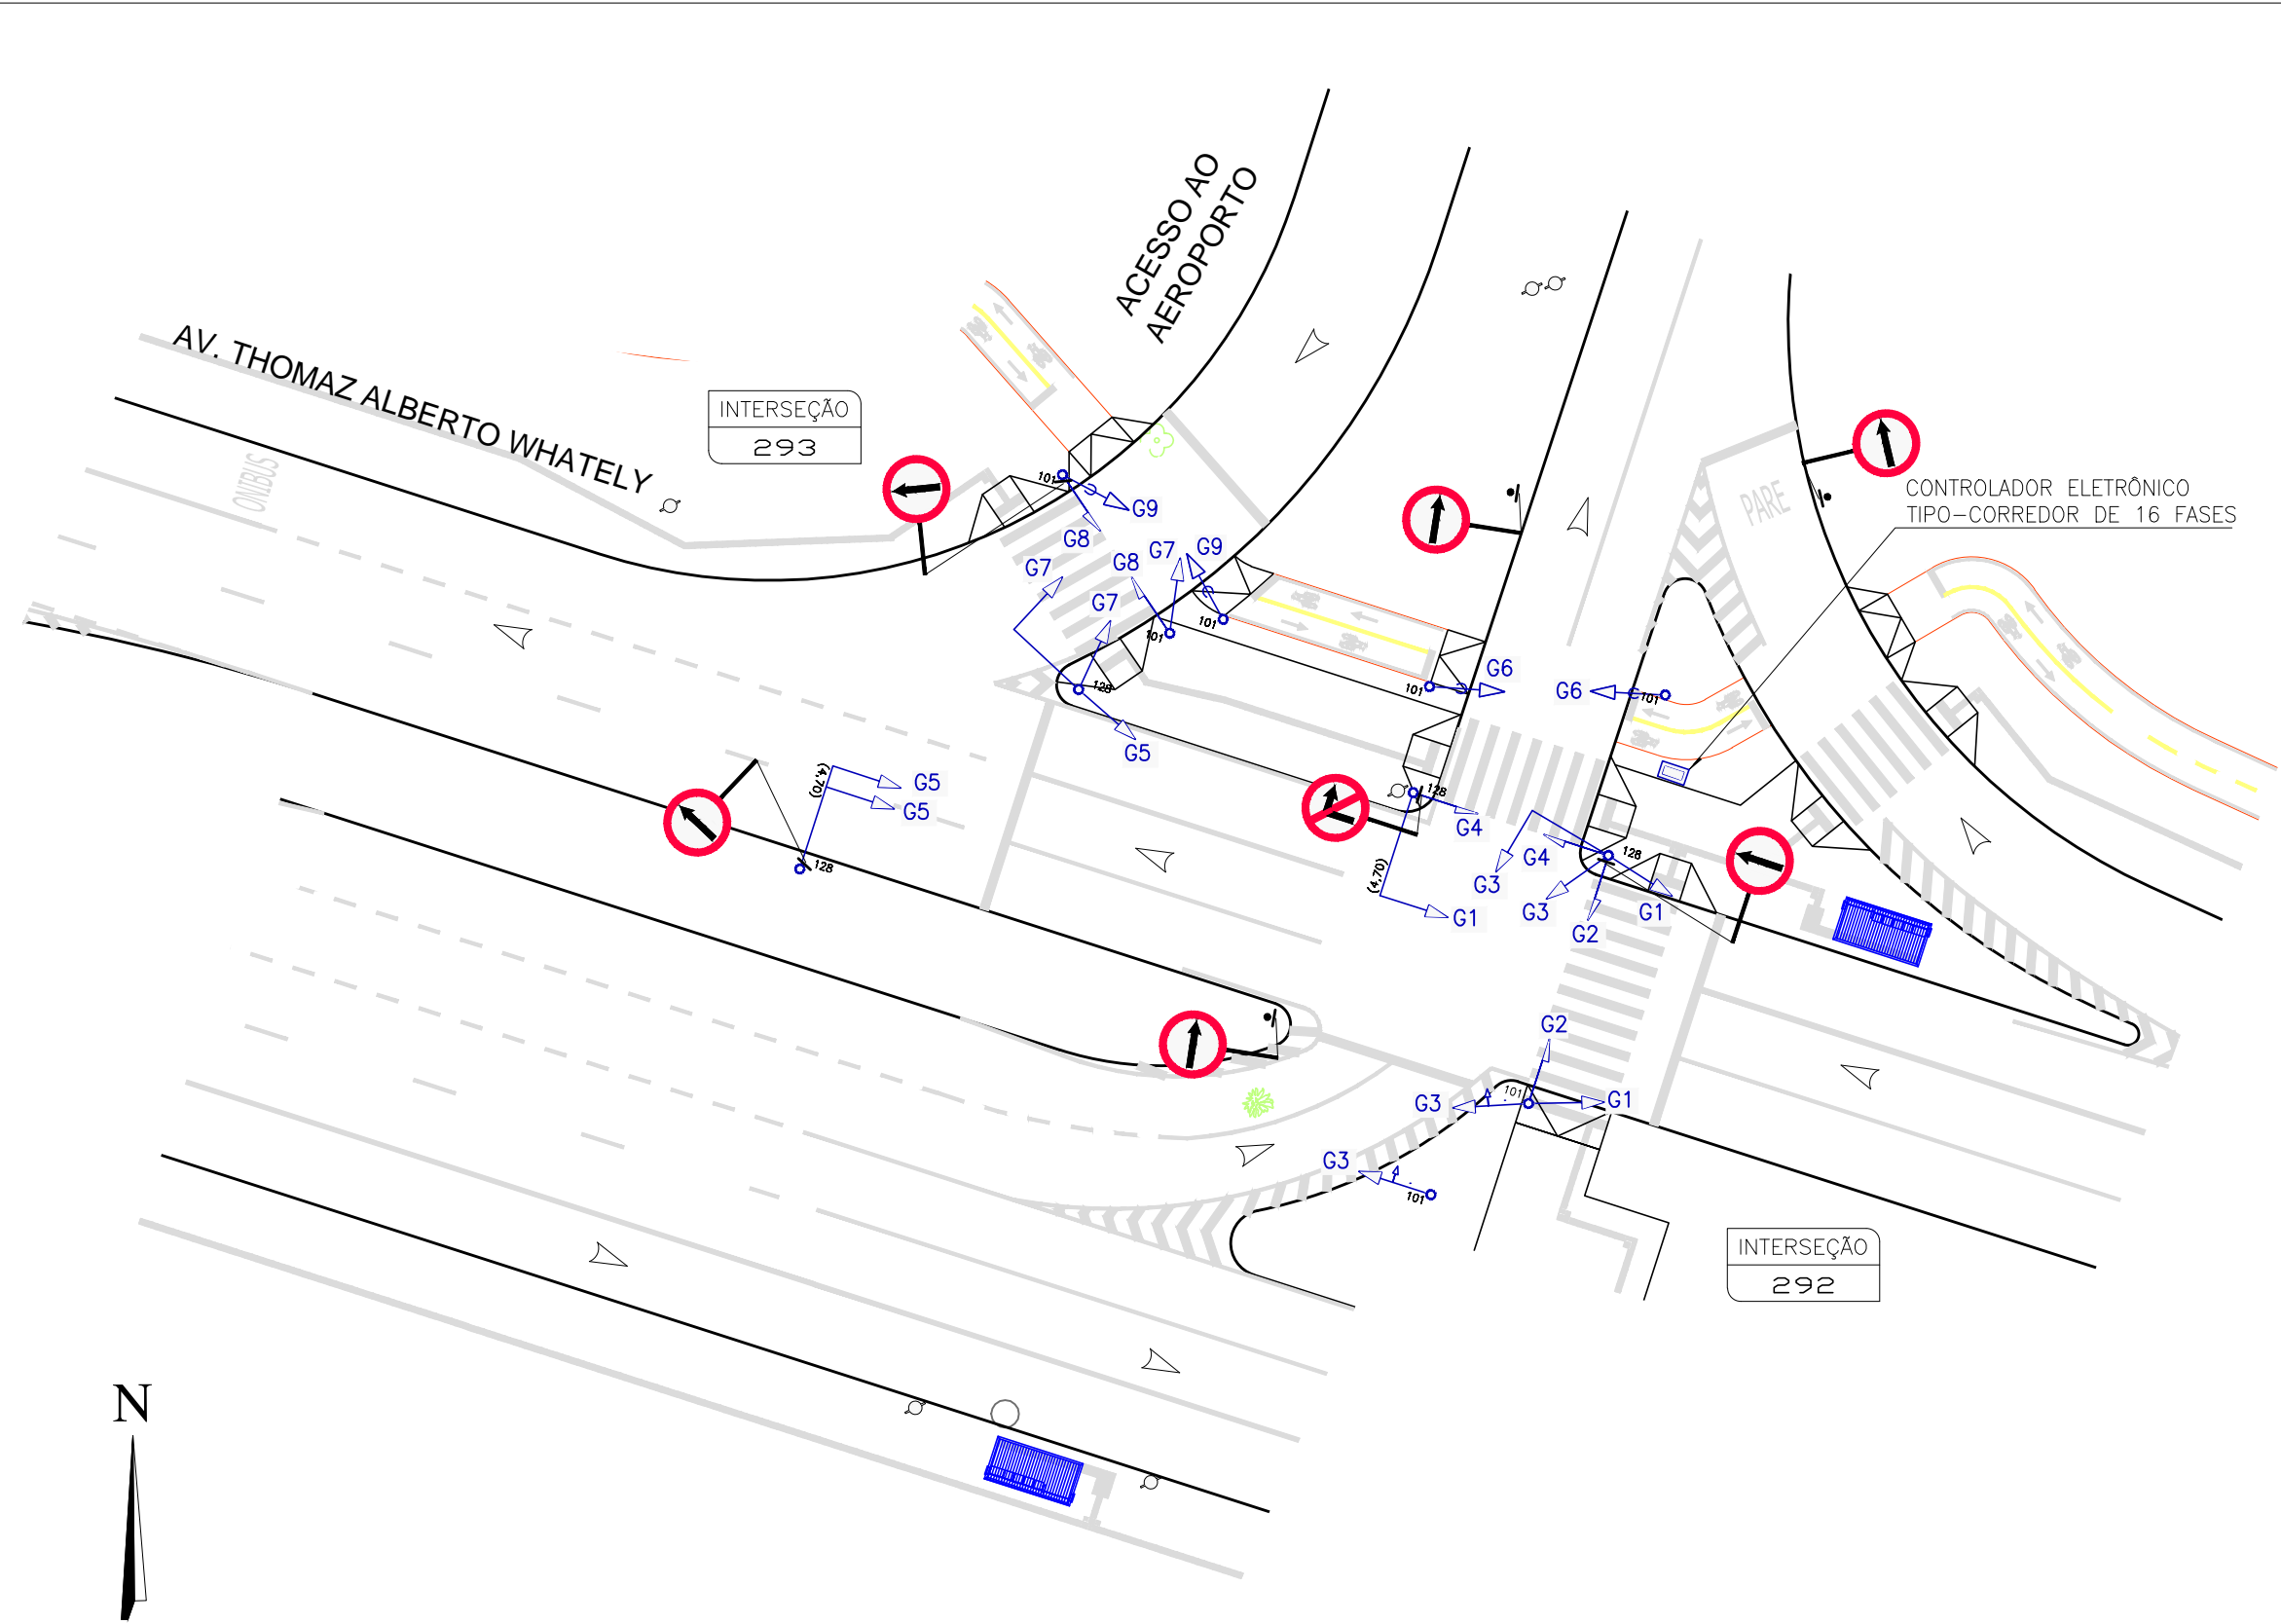 ACESSO AO
AEROPORTO
AV. THOMAZ ALBERTO WHATELY
INTERSEÇÃO
293
ONIBUS
PARE
CONTROLADOR ELETRÔNICO
TIPO-CORREDOR DE 16 FASES
101
G9
G8
G7
G8
G7
G9
G7
101
101
128
G5
G6
101
G6
101
(4,70)
G5
G5
128
128
G4
G4
128
G3
G3
G1
G2
(4,70)
G1
G2
G3
101
G1
G3
101
INTERSEÇÃO
292
N